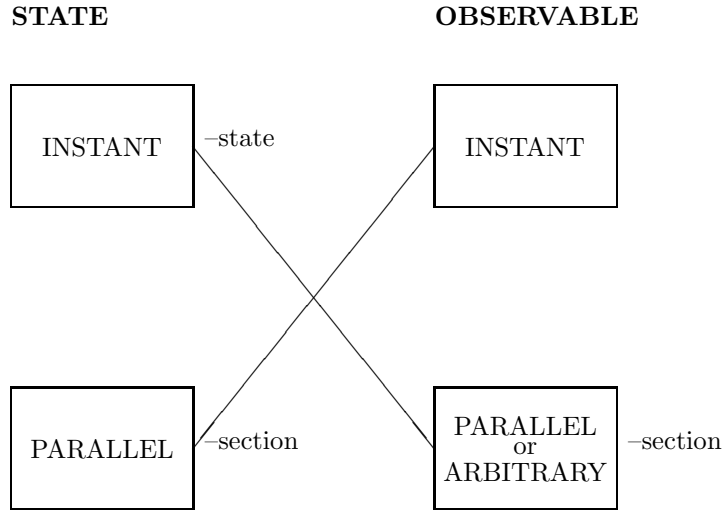 STATE OBSERVABLE
INSTANT –state INSTANT
PARALLEL –section PARALLEL
or
ARBITRARY –section